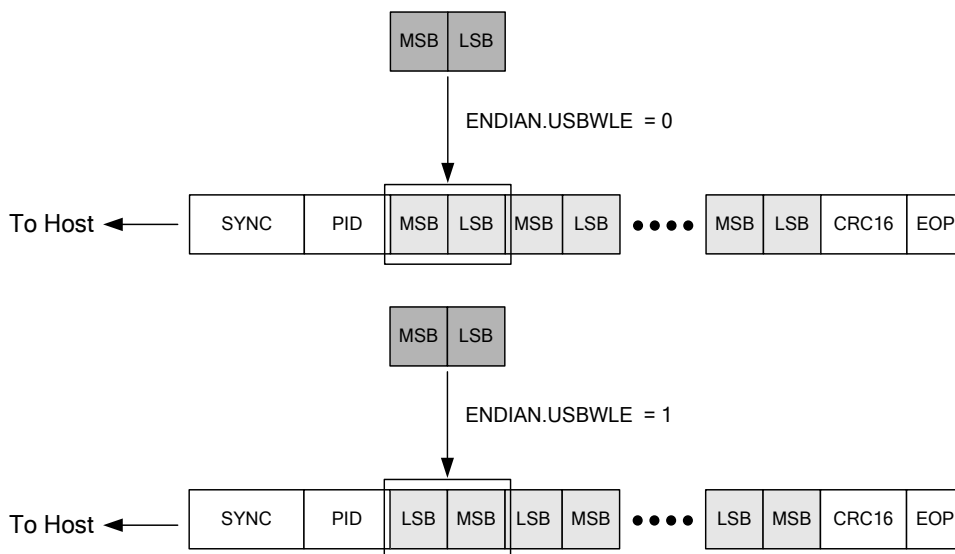 MSB LSB
ENDIAN.USBWLE = 0
To Host SYNC PID MSB LSB MSB LSB MSB LSB CRC16 EOP
MSB LSB
ENDIAN.USBWLE = 1
To Host SYNC PID LSB MSB LSB MSB LSB MSB CRC16 EOP